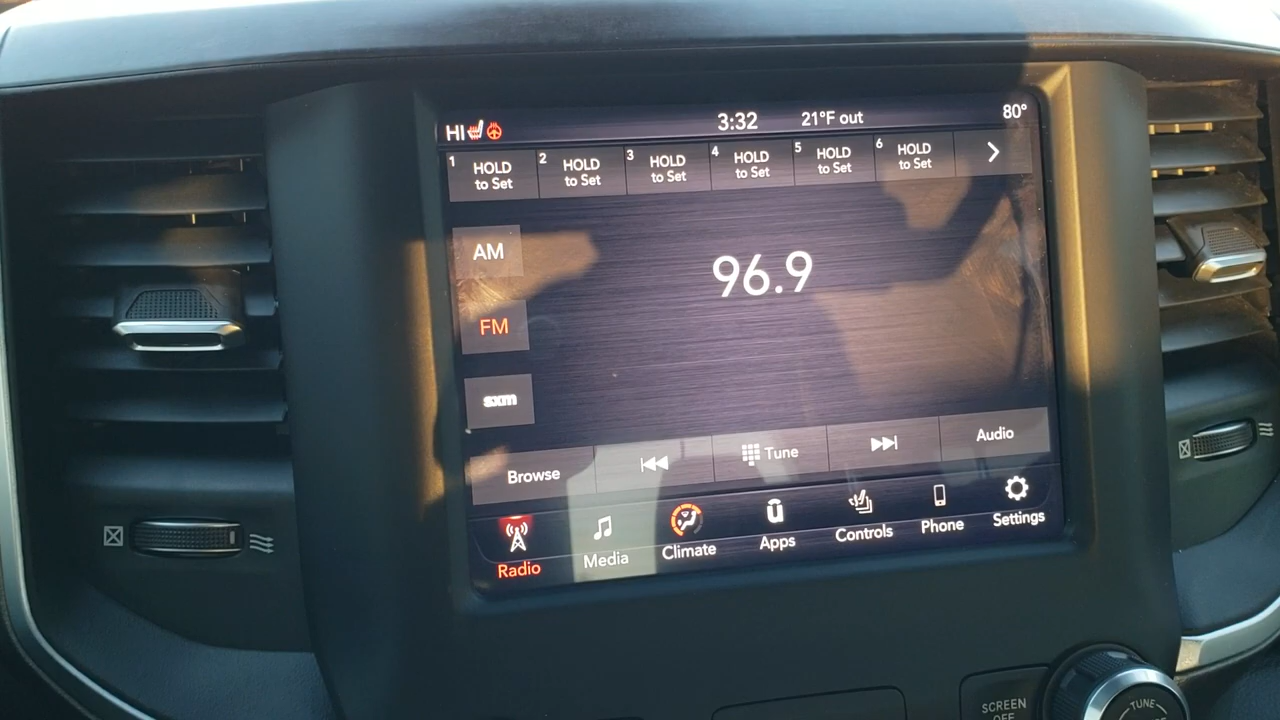 HI 3:32 21°F out 80°
1 HOLD to Set
2 HOLD to Set
3 HOLD to Set
4 HOLD to Set
5 HOLD to Set
6 HOLD to Set
AM
96.9
FM
sxm
Browse
Tune
Audio
Radio
Media
Climate
Apps
Controls
Phone
Settings
SCREEN
OFF
TUNE